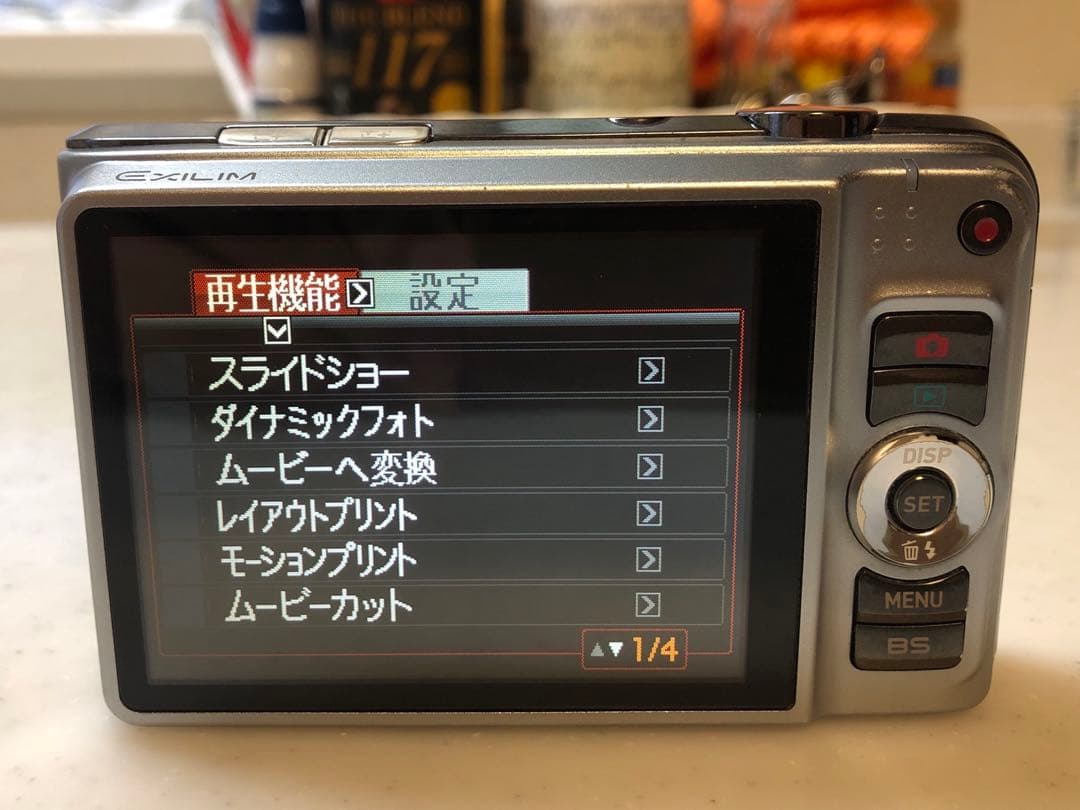 117
EXILIM
再生機能 設定
スライドショー
ダイナミックフォト
ムービーへ変換
レイアウトプリント
モーションプリント
ムービーカット
1/4
DISP
SET
MENU
BS